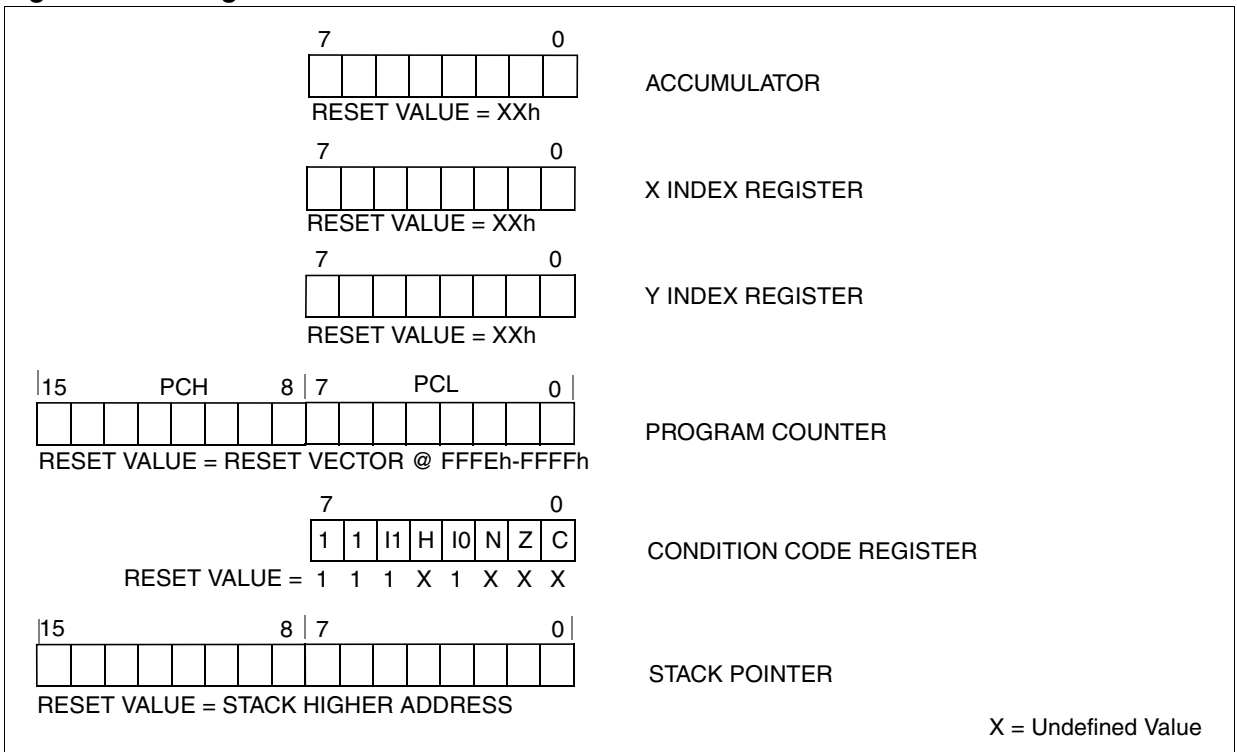 7 0
ACCUMULATOR
RESET VALUE = XXh
7 0
X INDEX REGISTER
RESET VALUE = XXh
7 0
Y INDEX REGISTER
RESET VALUE = XXh
15 PCH 8 7 PCL 0
PROGRAM COUNTER
RESET VALUE = RESET VECTOR @ FFFEh-FFFFh
7 0
1 1 I1 H I0 N Z C
CONDITION CODE REGISTER
RESET VALUE = 1 1 1 X 1 X X X
15 8 7 0
STACK POINTER
RESET VALUE = STACK HIGHER ADDRESS
X = Undefined Value